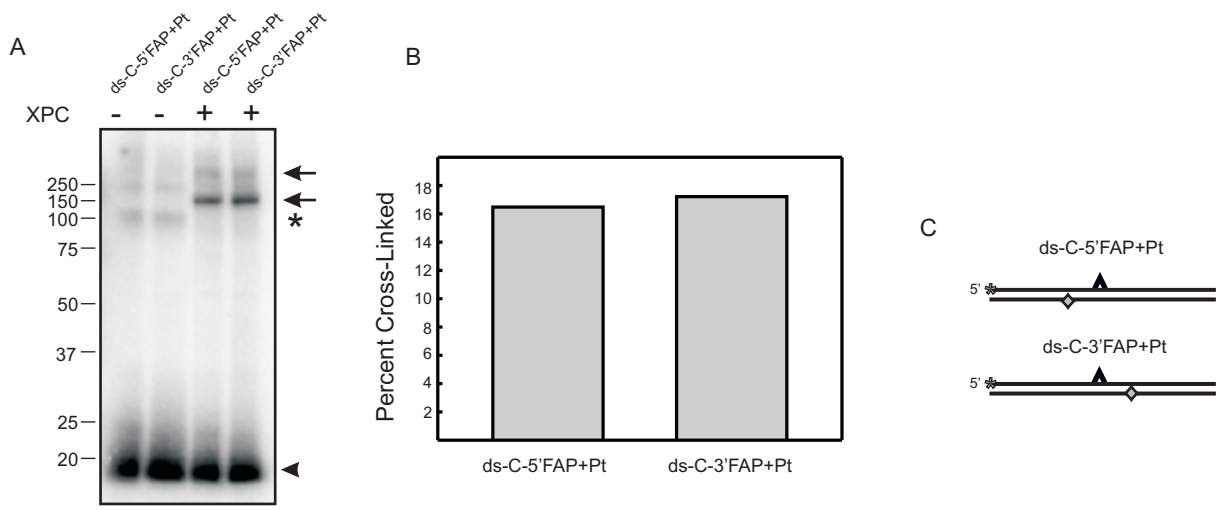 A
ds-C-5'FAP+Pt
ds-C-3'FAP+Pt
ds-C-5'FAP+Pt
ds-C-3'FAP+Pt
XPC - - + +
250
150
100
*
75
50
37
25
20
B
Percent Cross-Linked
18
16
14
12
10
8
6
4
2
ds-C-5'FAP+Pt ds-C-3'FAP+Pt
C
ds-C-5'FAP+Pt
5' *
ds-C-3'FAP+Pt
5' *